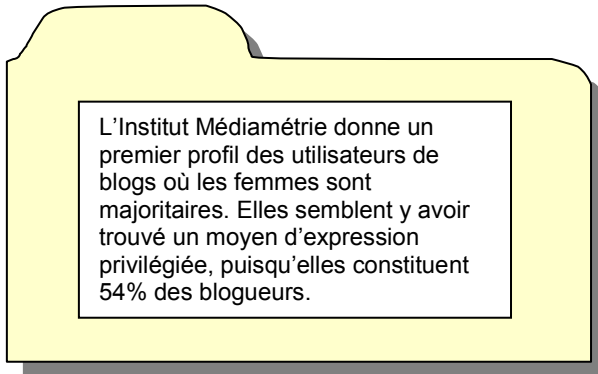 L’Institut Médiamétrie donne un
premier profil des utilisateurs de
blogs où les femmes sont
majoritaires. Elles semblent y avoir
trouvé un moyen d’expression
privilégiée, puisqu’elles constituent
54% des blogueurs.